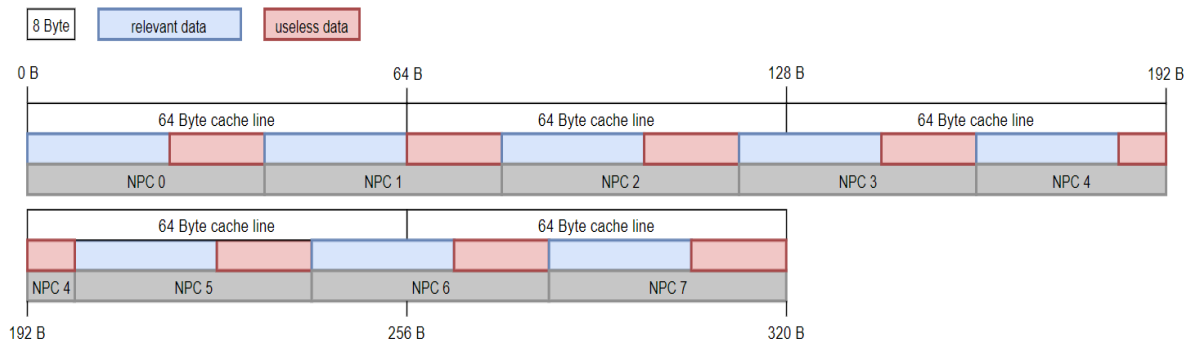 8 Byte relevant data useless data
0 B 64 B 128 B 192 B
64 Byte cache line 64 Byte cache line 64 Byte cache line
NPC 0 NPC 1 NPC 2 NPC 3 NPC 4
64 Byte cache line 64 Byte cache line
NPC 4 NPC 5 NPC 6 NPC 7
192 B 256 B 320 B